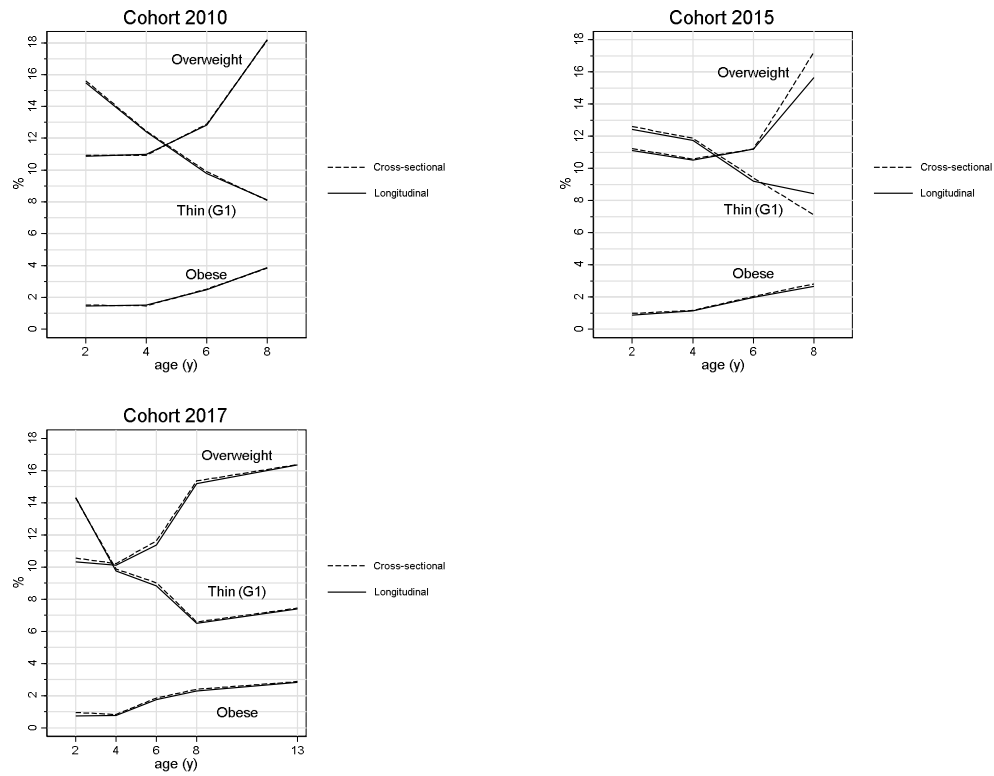 Cohort 2010
18
16
14
12
10
8
6
4
2
0
%
Overweight
Thin (G1)
Obese
2 4 6 8
age (y)
Cross-sectional
Longitudinal
Cohort 2015
18
16
14
12
10
8
6
4
2
0
%
Overweight
Thin (G1)
Obese
2 4 6 8
age (y)
Cross-sectional
Longitudinal
Cohort 2017
18
16
14
12
10
8
6
4
2
0
%
Overweight
Thin (G1)
Obese
2 4 6 8 13
age (y)
Cross-sectional
Longitudinal